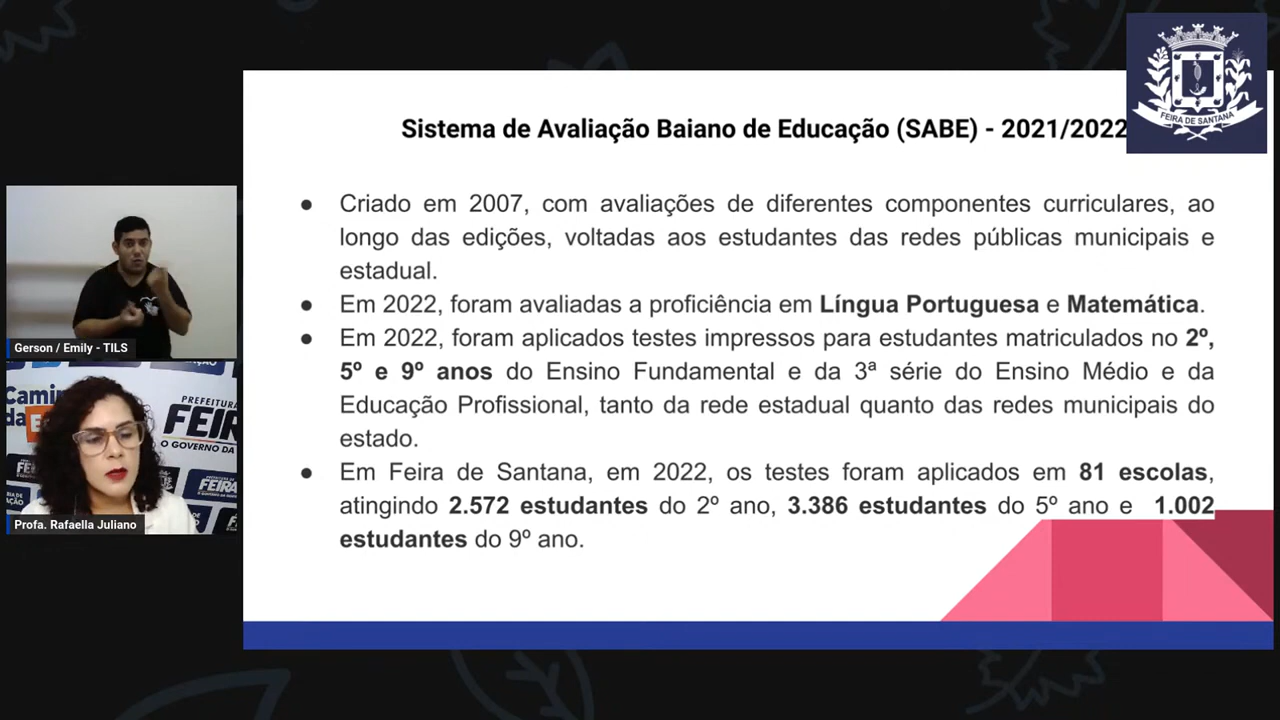 FEIRA DE SANTANA
Sistema de Avaliação Baiano de Educação (SABE) - 2021/2022
● Criado em 2007, com avaliações de diferentes componentes curriculares, ao
longo das edições, voltadas aos estudantes das redes públicas municipais e
estadual.
● Em 2022, foram avaliadas a proficiência em Língua Portuguesa e Matemática.
● Em 2022, foram aplicados testes impressos para estudantes matriculados no 2º,
5º e 9º anos do Ensino Fundamental e da 3ª série do Ensino Médio e da
Educação Profissional, tanto da rede estadual quanto das redes municipais do
estado.
● Em Feira de Santana, em 2022, os testes foram aplicados em 81 escolas,
atingindo 2.572 estudantes do 2º ano, 3.386 estudantes do 5º ano e 1.002
estudantes do 9º ano.
Gerson / Emily - TILS
PREFEITURA
FEIR
O GOVERNO DA
Camin
da
FEIRA
Profa. Rafaella Juliano